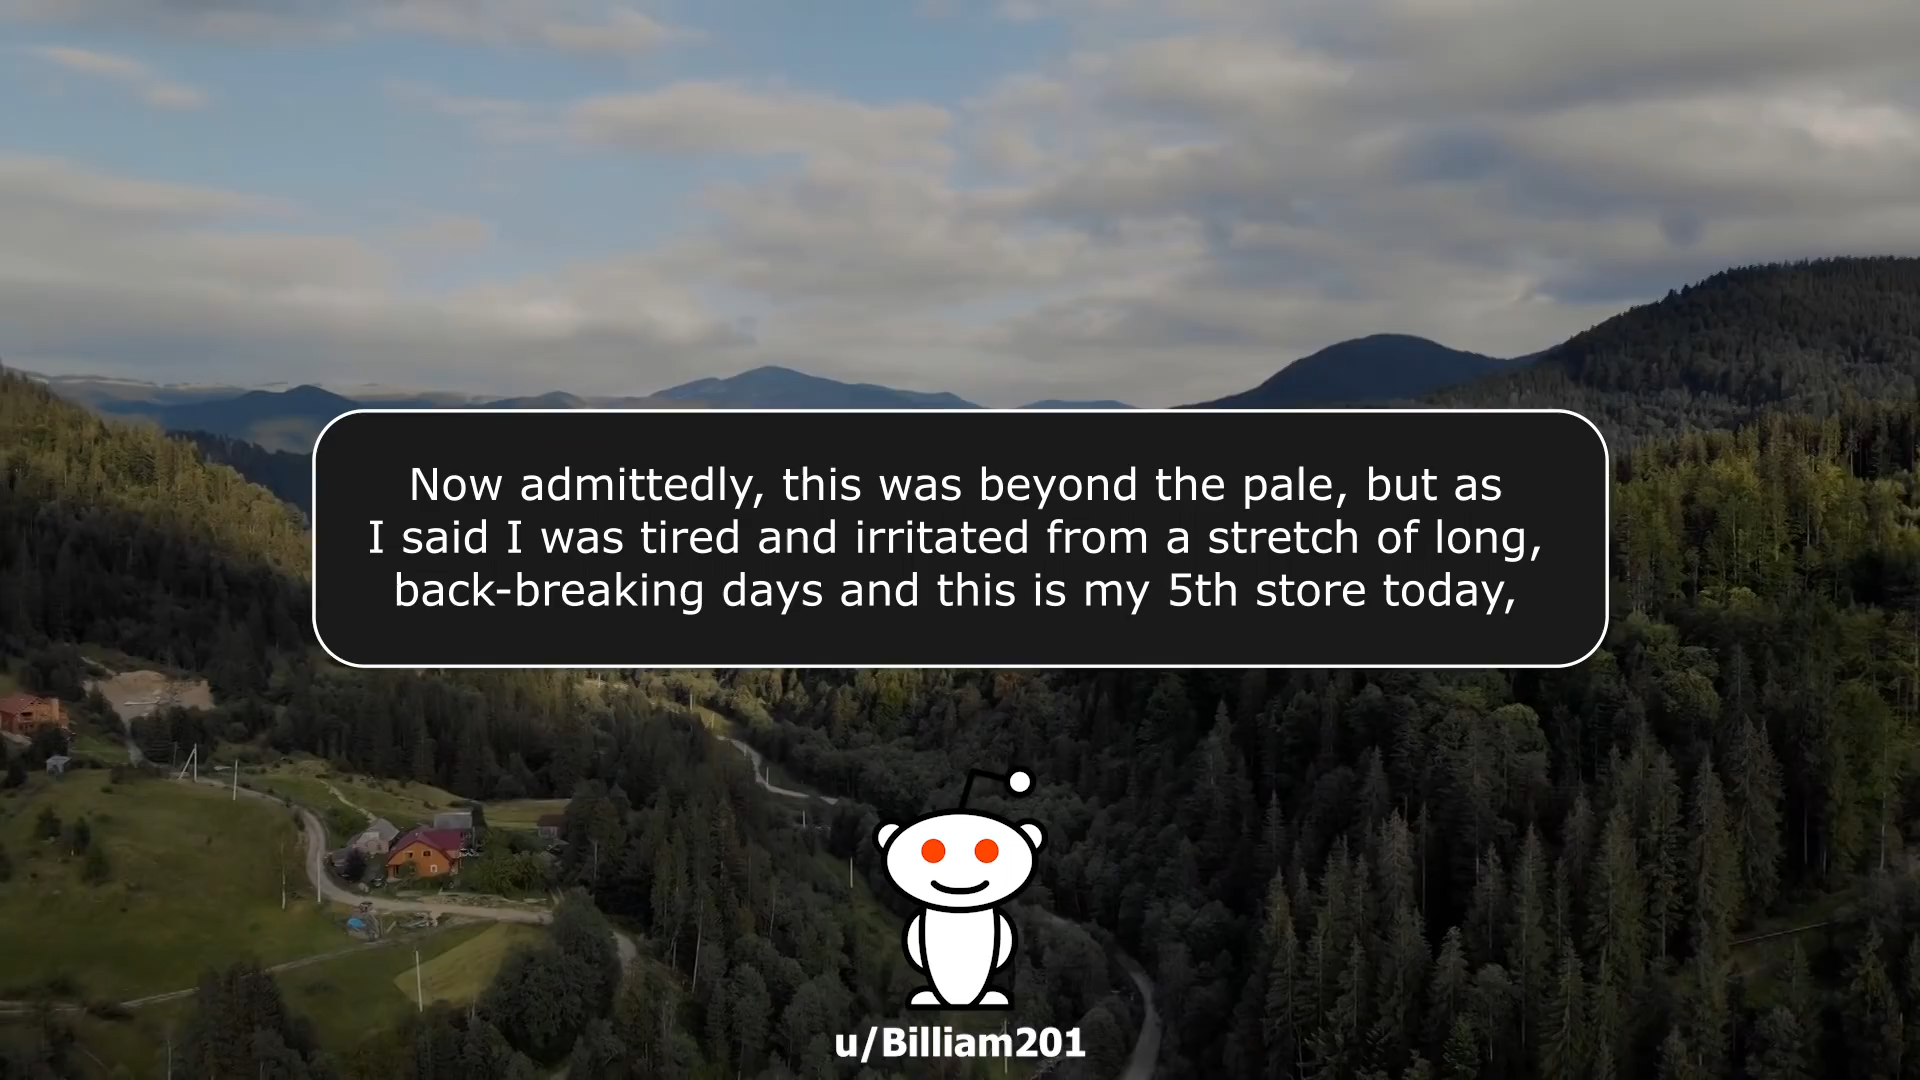 Now admittedly, this was beyond the pale, but as
I said I was tired and irritated from a stretch of long,
back-breaking days and this is my 5th store today,
u/Billiam201